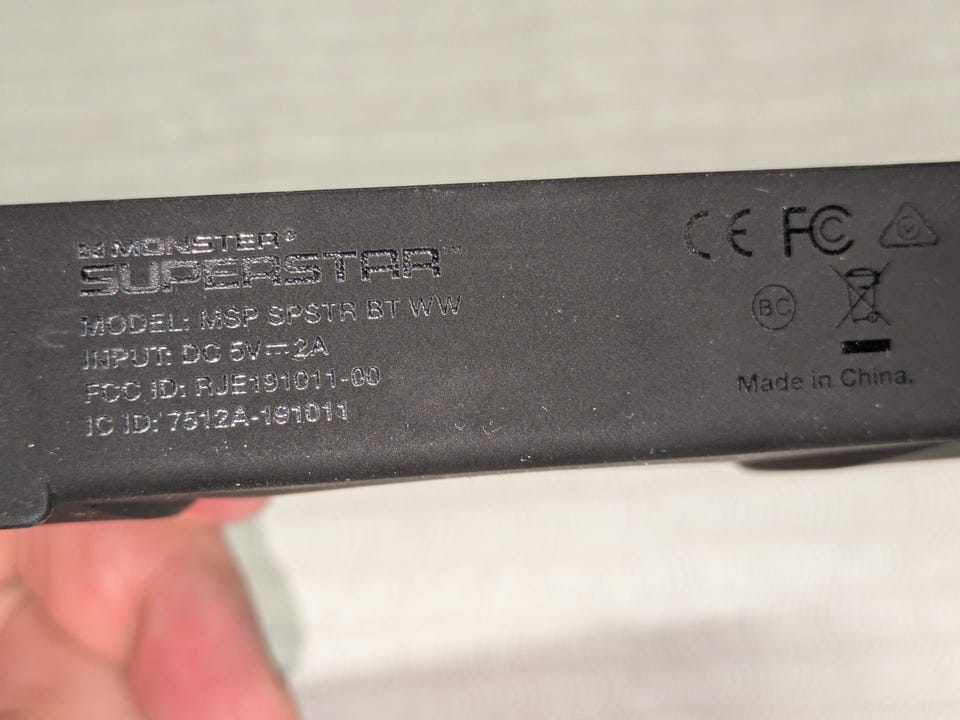 MONSTER®
SUPERSTAR™
MODEL: MSP SPSTR BT WW
INPUT: DC 5V⎓2A
FCC ID: RJE191011-00
IC ID: 7512A-191011
CE FC
BC
Made in China.